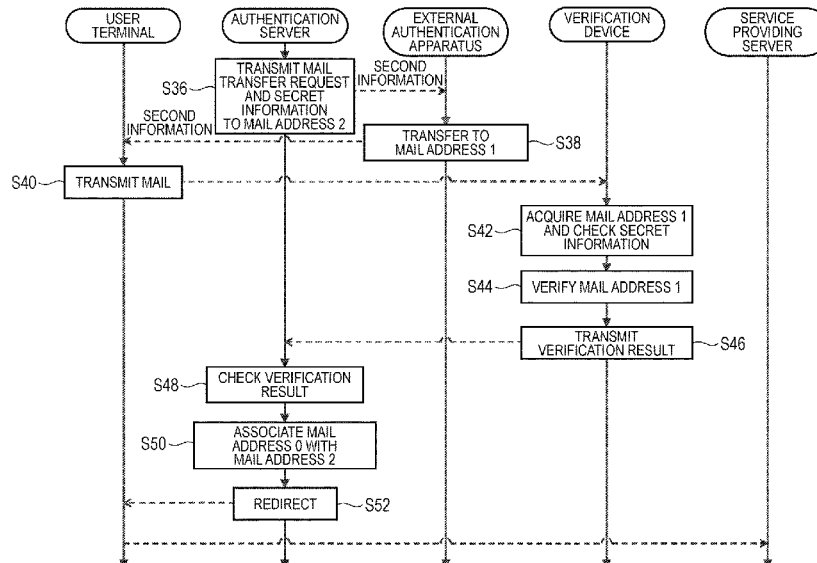 USER
TERMINAL
AUTHENTICATION
SERVER
EXTERNAL
AUTHENTICATION
APPARATUS
VERIFICATION
DEVICE
SERVICE
PROVIDING
SERVER
S36
TRANSMIT MAIL
TRANSFER REQUEST
AND SECRET
INFORMATION
TO MAIL ADDRESS 2
SECOND
INFORMATION
SECOND
INFORMATION
TRANSFER TO
MAIL ADDRESS 1
S38
S40
TRANSMIT MAIL
S42
ACQUIRE MAIL ADDRESS 1
AND CHECK SECRET
INFORMATION
S44
VERIFY MAIL ADDRESS 1
TRANSMIT
VERIFICATION RESULT
S46
S48
CHECK VERIFICATION
RESULT
S50
ASSOCIATE MAIL
ADDRESS 0 WITH
MAIL ADDRESS 2
REDIRECT
S52